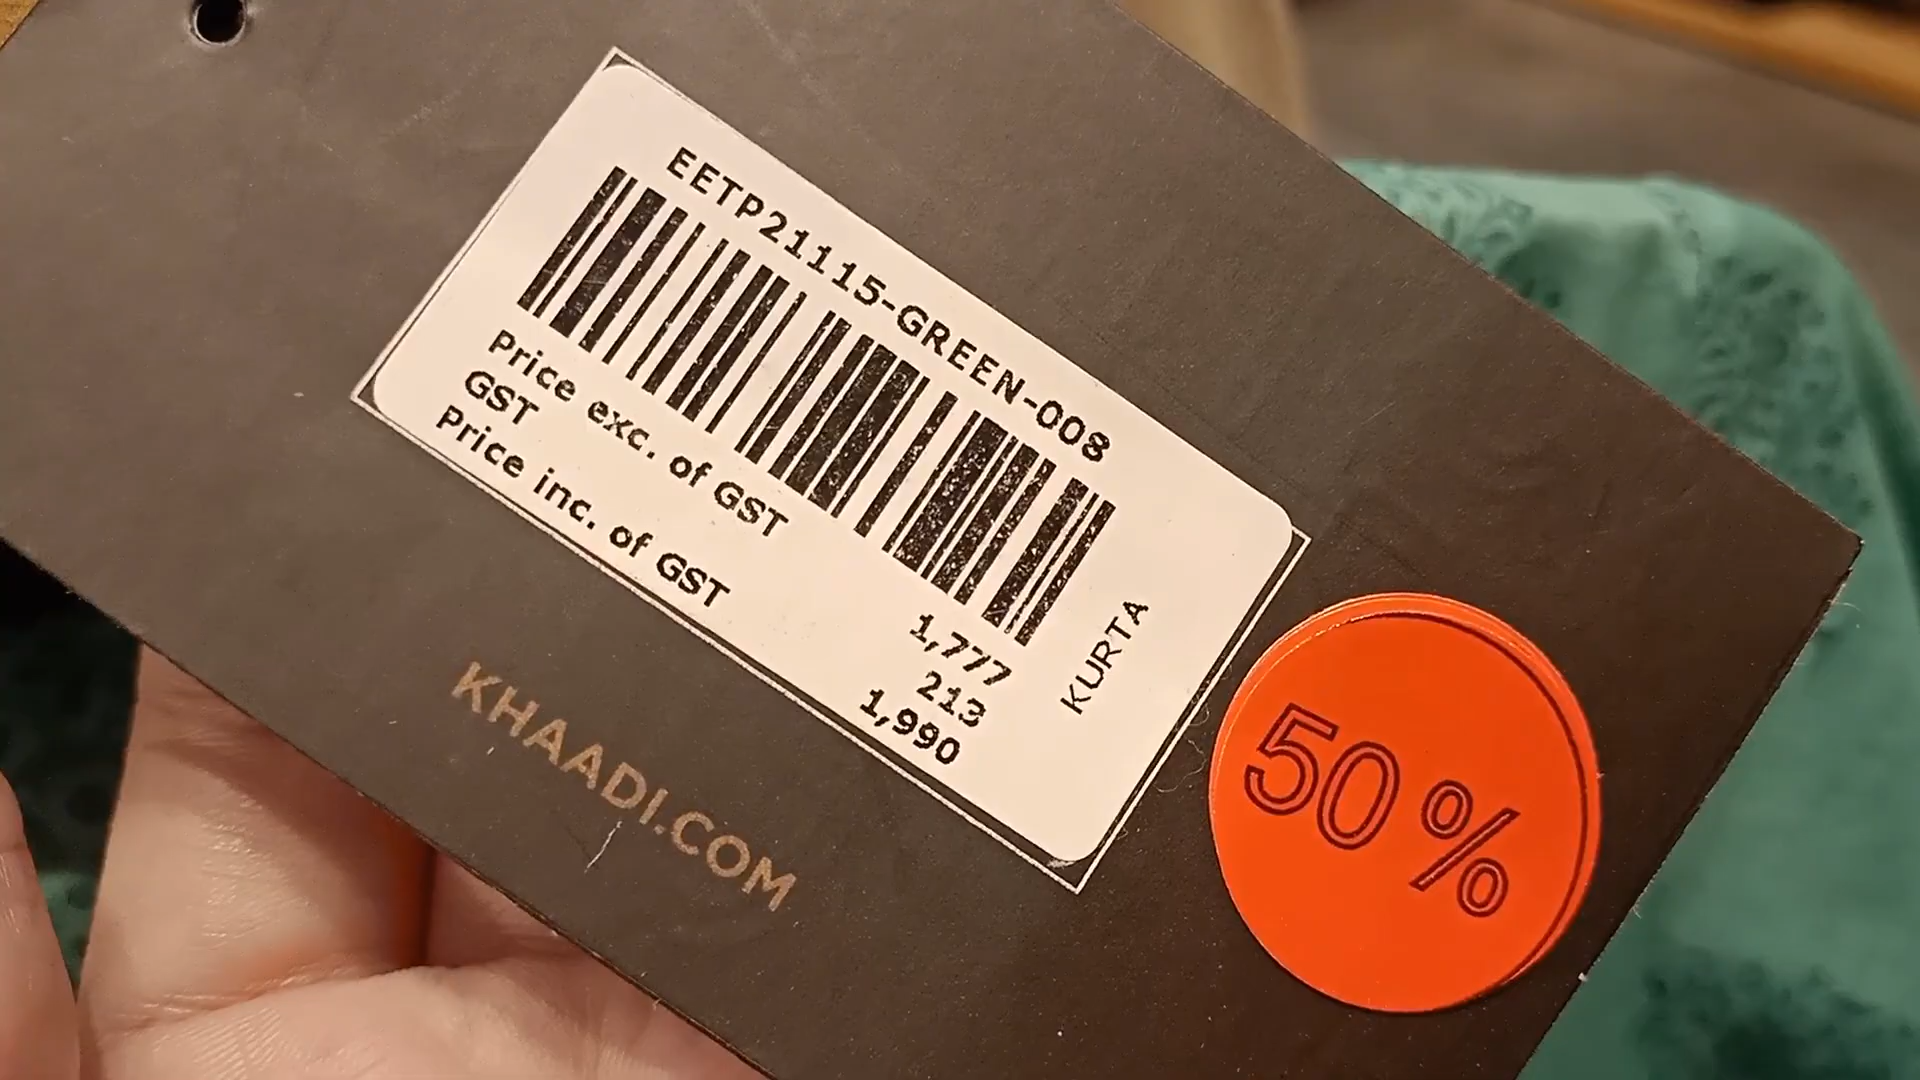 EETP21115-GREEN-008
Price exc. of GST 1,777
GST 213
Price inc. of GST 1,990
KURTA
KHAADI.COM
50%